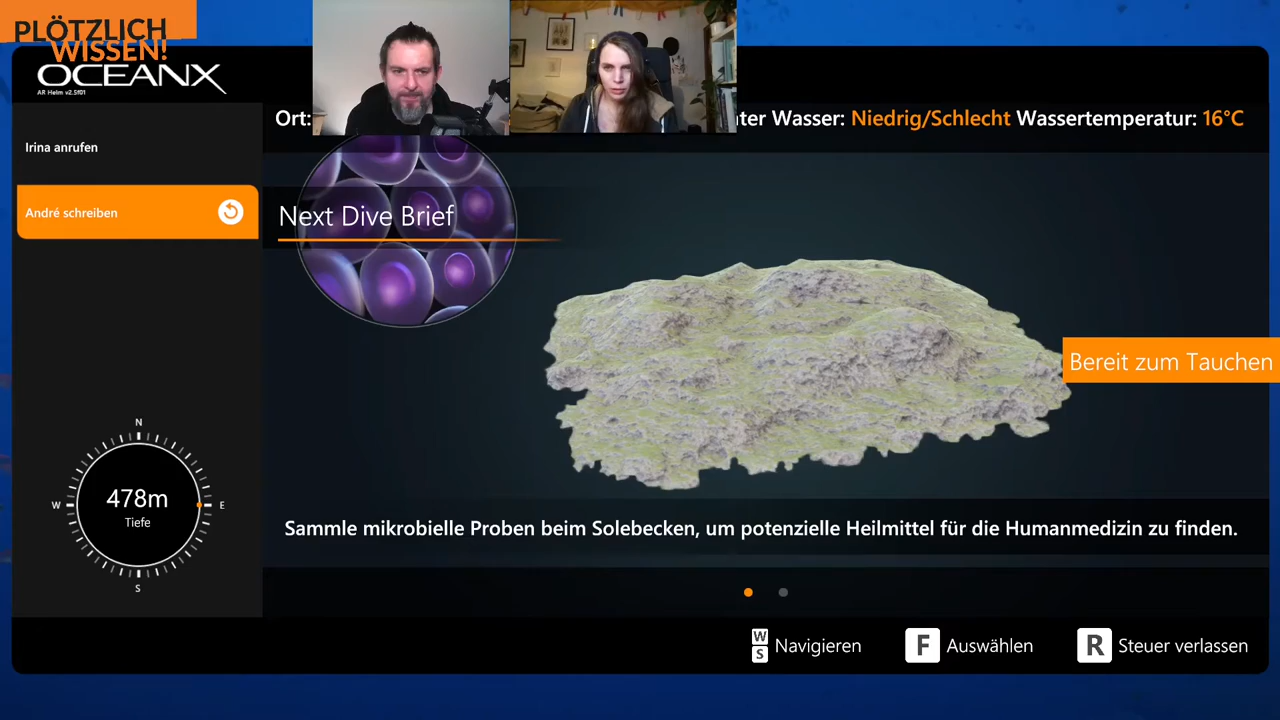 PLÖTZLICH
WISSEN!
OCEANX
AR Helm v2.5f01
Ort:
ter Wasser: Niedrig/Schlecht Wassertemperatur: 16°C
Irina anrufen
André schreiben
Next Dive Brief
Bereit zum Tauchen
N
W
E
S
478m
Tiefe
Sammle mikrobielle Proben beim Solebecken, um potenzielle Heilmittel für die Humanmedizin zu finden.
W
S
Navigieren
F Auswählen
R Steuer verlassen